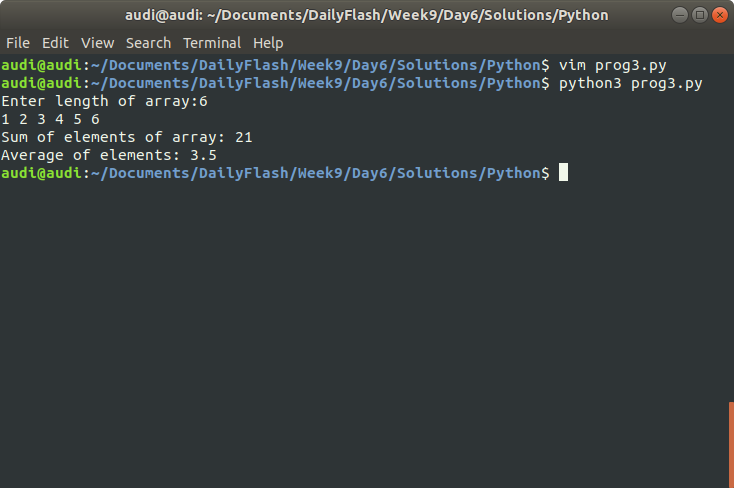 audi@audi: ~/Documents/DailyFlash/Week9/Day6/Solutions/Python
File Edit View Search Terminal Help
audi@audi:~/Documents/DailyFlash/Week9/Day6/Solutions/Python$ vim prog3.py
audi@audi:~/Documents/DailyFlash/Week9/Day6/Solutions/Python$ python3 prog3.py
Enter length of array:6
1 2 3 4 5 6
Sum of elements of array: 21
Average of elements: 3.5
audi@audi:~/Documents/DailyFlash/Week9/Day6/Solutions/Python$